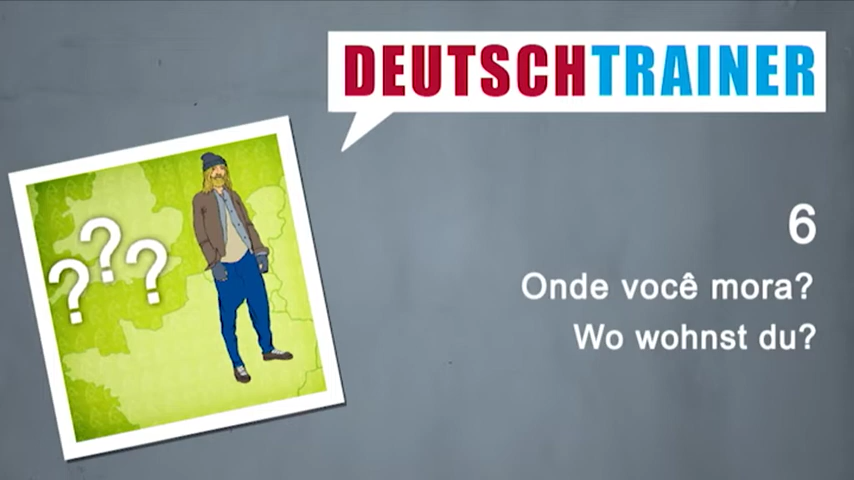 DEUTSCHTRAINER
6
Onde você mora?
Wo wohnst du?
???